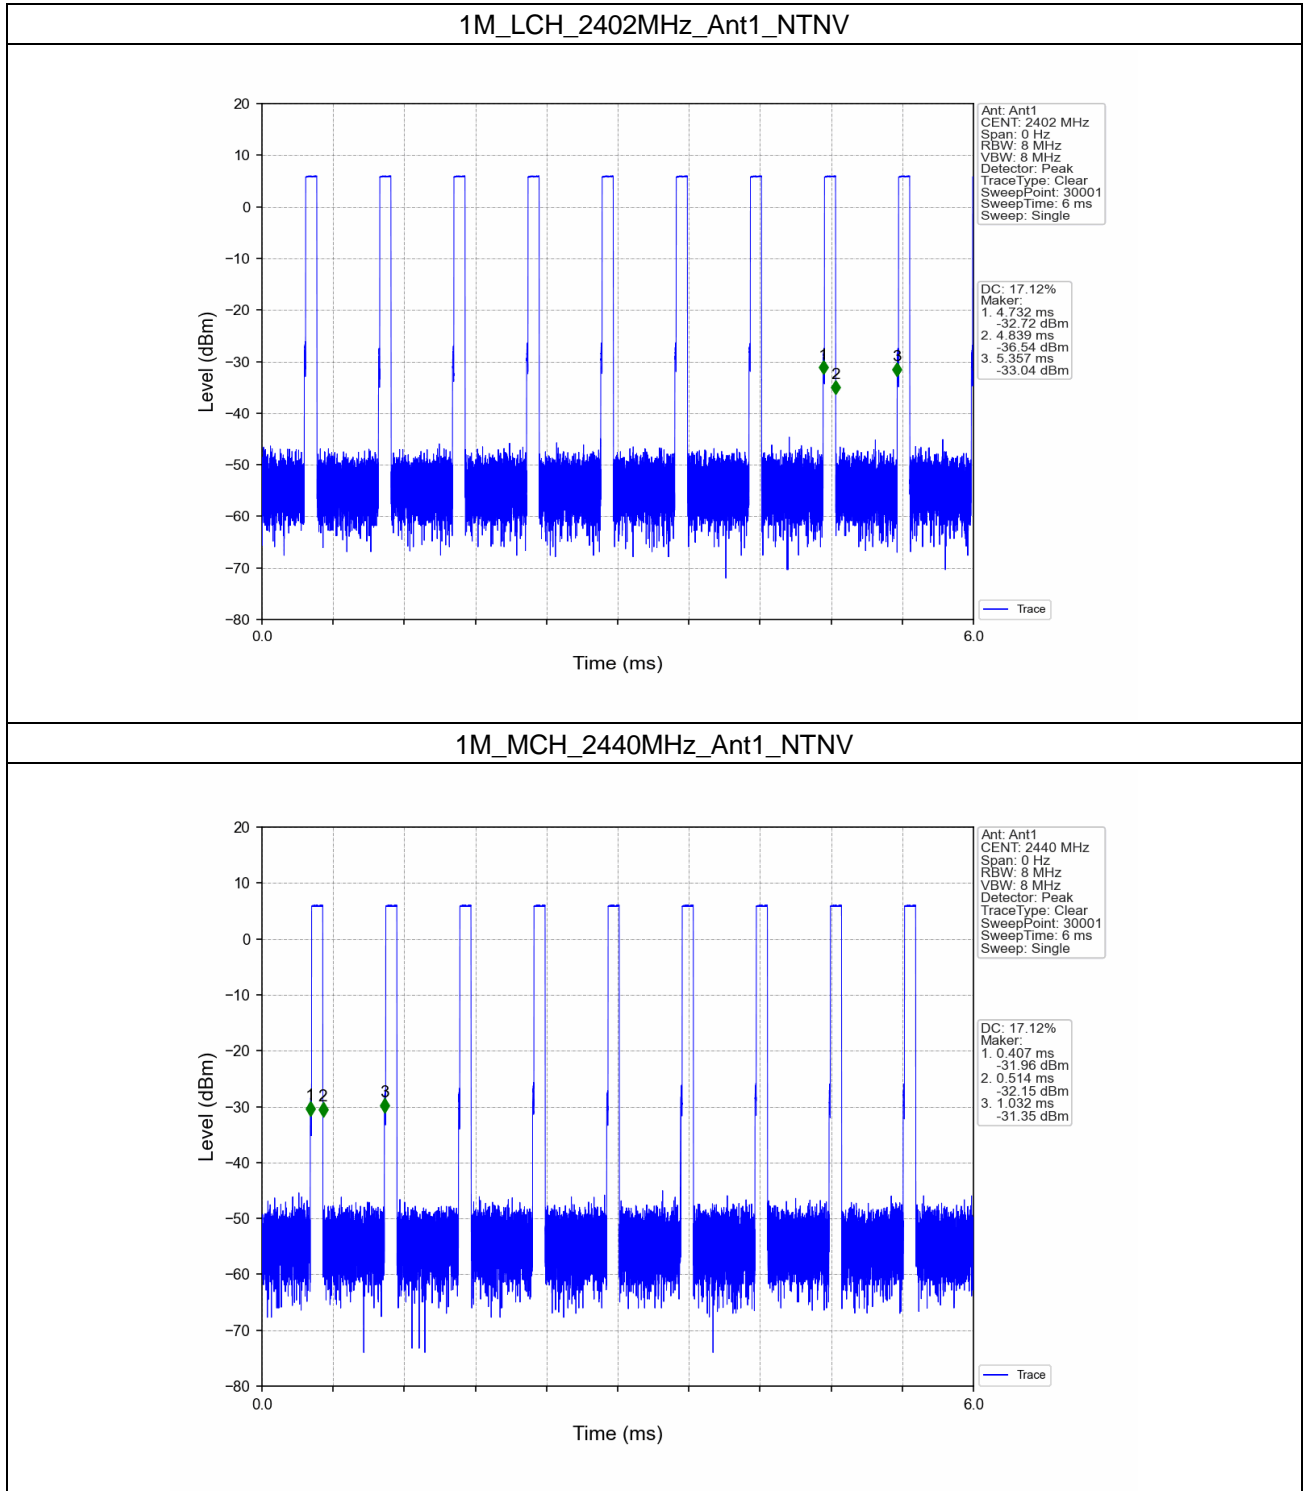 1M_LCH_2402MHz_Ant1_NTNV
20
10
0
−10
−20
−30
−40
−50
−60
−70
−80
Level (dBm)
0.0
6.0
Time (ms)
1
2
3
Ant: Ant1
CENT: 2402 MHz
Span: 0 Hz
RBW: 8 MHz
VBW: 8 MHz
Detector: Peak
TraceType: Clear
SweepPoint: 30001
SweepTime: 6 ms
Sweep: Single
DC: 17.12%
Maker:
1. 4.732 ms
-32.72 dBm
2. 4.839 ms
-36.54 dBm
3. 5.357 ms
-33.04 dBm
Trace
1M_MCH_2440MHz_Ant1_NTNV
20
10
0
−10
−20
−30
−40
−50
−60
−70
−80
Level (dBm)
0.0
6.0
Time (ms)
1
2
3
Ant: Ant1
CENT: 2440 MHz
Span: 0 Hz
RBW: 8 MHz
VBW: 8 MHz
Detector: Peak
TraceType: Clear
SweepPoint: 30001
SweepTime: 6 ms
Sweep: Single
DC: 17.12%
Maker:
1. 0.407 ms
-31.96 dBm
2. 0.514 ms
-32.15 dBm
3. 1.032 ms
-31.35 dBm
Trace